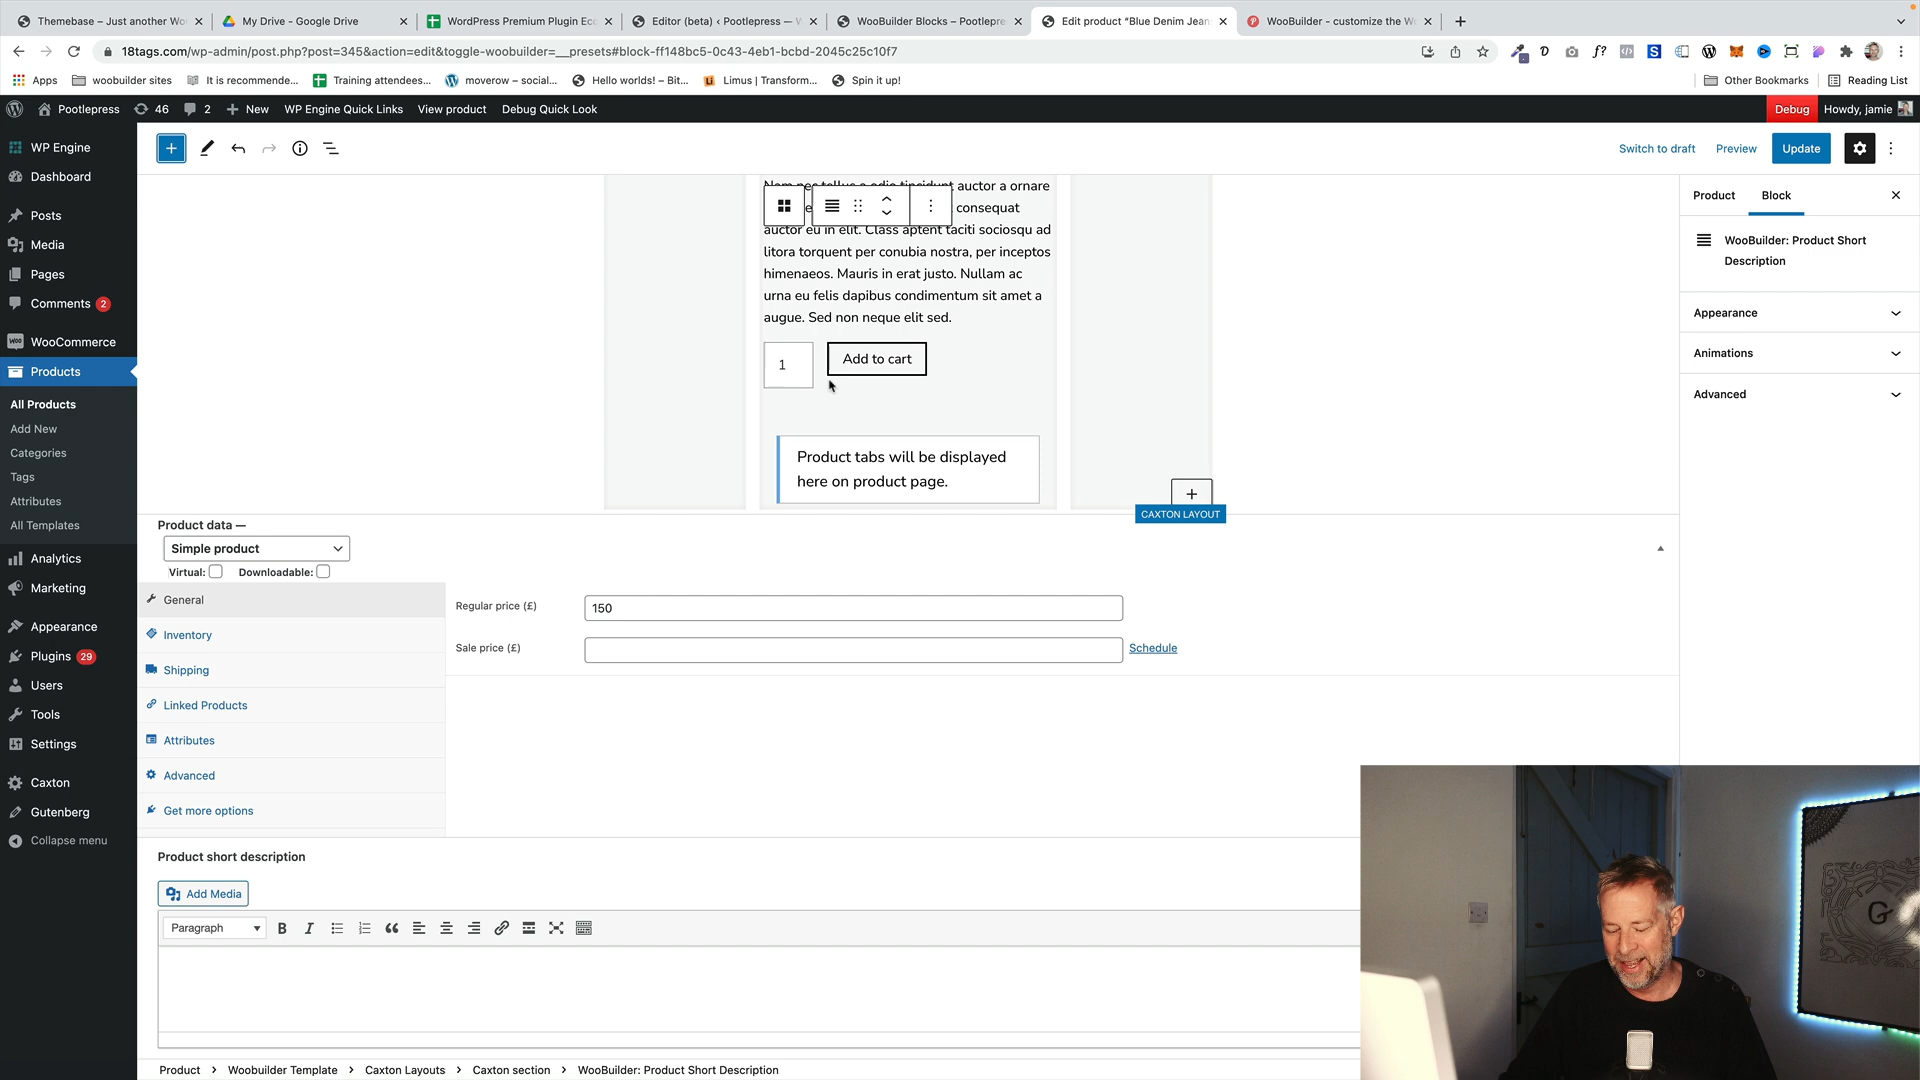 Themebase – Just another Wo
My Drive - Google Drive
WordPress Premium Plugin Eco
Editor (beta) ‹ Pootlepress — W
WooBuilder Blocks – Pootlepre
Edit product "Blue Denim Jean
WooBuilder - customize the W
18tags.com/wp-admin/post.php?post=345&action=edit&toggle-woobuilder=__presets#block-ff148bc5-0c43-4eb1-bcbd-2045c25c10f7
Apps
woobuilder sites
It is recommende...
Training attendees...
moverow – social...
Hello worlds! – Bit...
Limus | Transform...
Spin it up!
Other Bookmarks
Reading List
Pootlepress
46
2
New
WP Engine Quick Links
View product
Debug Quick Look
Debug
Howdy, jamie
WP Engine
Dashboard
Posts
Media
Pages
Comments 2
WooCommerce
Products
All Products
Add New
Categories
Tags
Attributes
All Templates
Analytics
Marketing
Appearance
Plugins 29
Users
Tools
Settings
Caxton
Gutenberg
Collapse menu
Switch to draft
Preview
Update
auctor a ornare
consequat
auctor eu in elit. Class aptent taciti sociosqu ad
litora torquent per conubia nostra, per inceptos
himenaeos. Mauris in erat justo. Nullam ac
urna eu felis dapibus condimentum sit amet a
augue. Sed non neque elit sed.
1
Add to cart
Product tabs will be displayed
here on product page.
CAXTON LAYOUT
Product
Block
WooBuilder: Product Short
Description
Appearance
Animations
Advanced
Product data —
Simple product
Virtual:
Downloadable:
General
Inventory
Shipping
Linked Products
Attributes
Advanced
Get more options
Regular price (£)
150
Sale price (£)
Schedule
Product short description
Add Media
Paragraph
Product
Woobuilder Template
Caxton Layouts
Caxton section
WooBuilder: Product Short Description